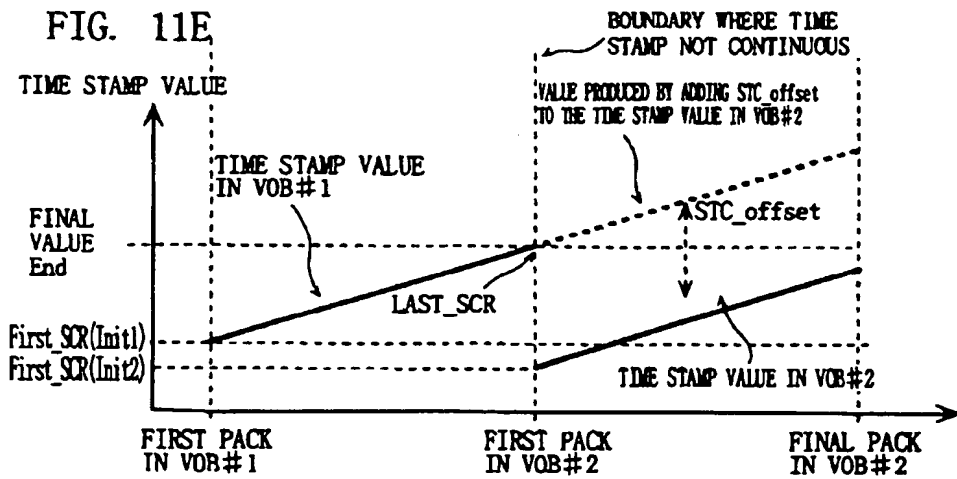 FIG. 11E
BOUNDARY WHERE TIME
STAMP NOT CONTINUOUS
TIME STAMP VALUE
VALUE PRODUCED BY ADDING STC_offset
TO THE TIME STAMP VALUE IN VOB#2
TIME STAMP VALUE
IN VOB#1
STC_offset
FINAL
VALUE
End
LAST_SCR
First_SCR(Init1)
First_SCR(Init2)
TIME STAMP VALUE IN VOB#2
FIRST PACK
IN VOB#1
FIRST PACK
IN VOB#2
FINAL PACK
IN VOB#2